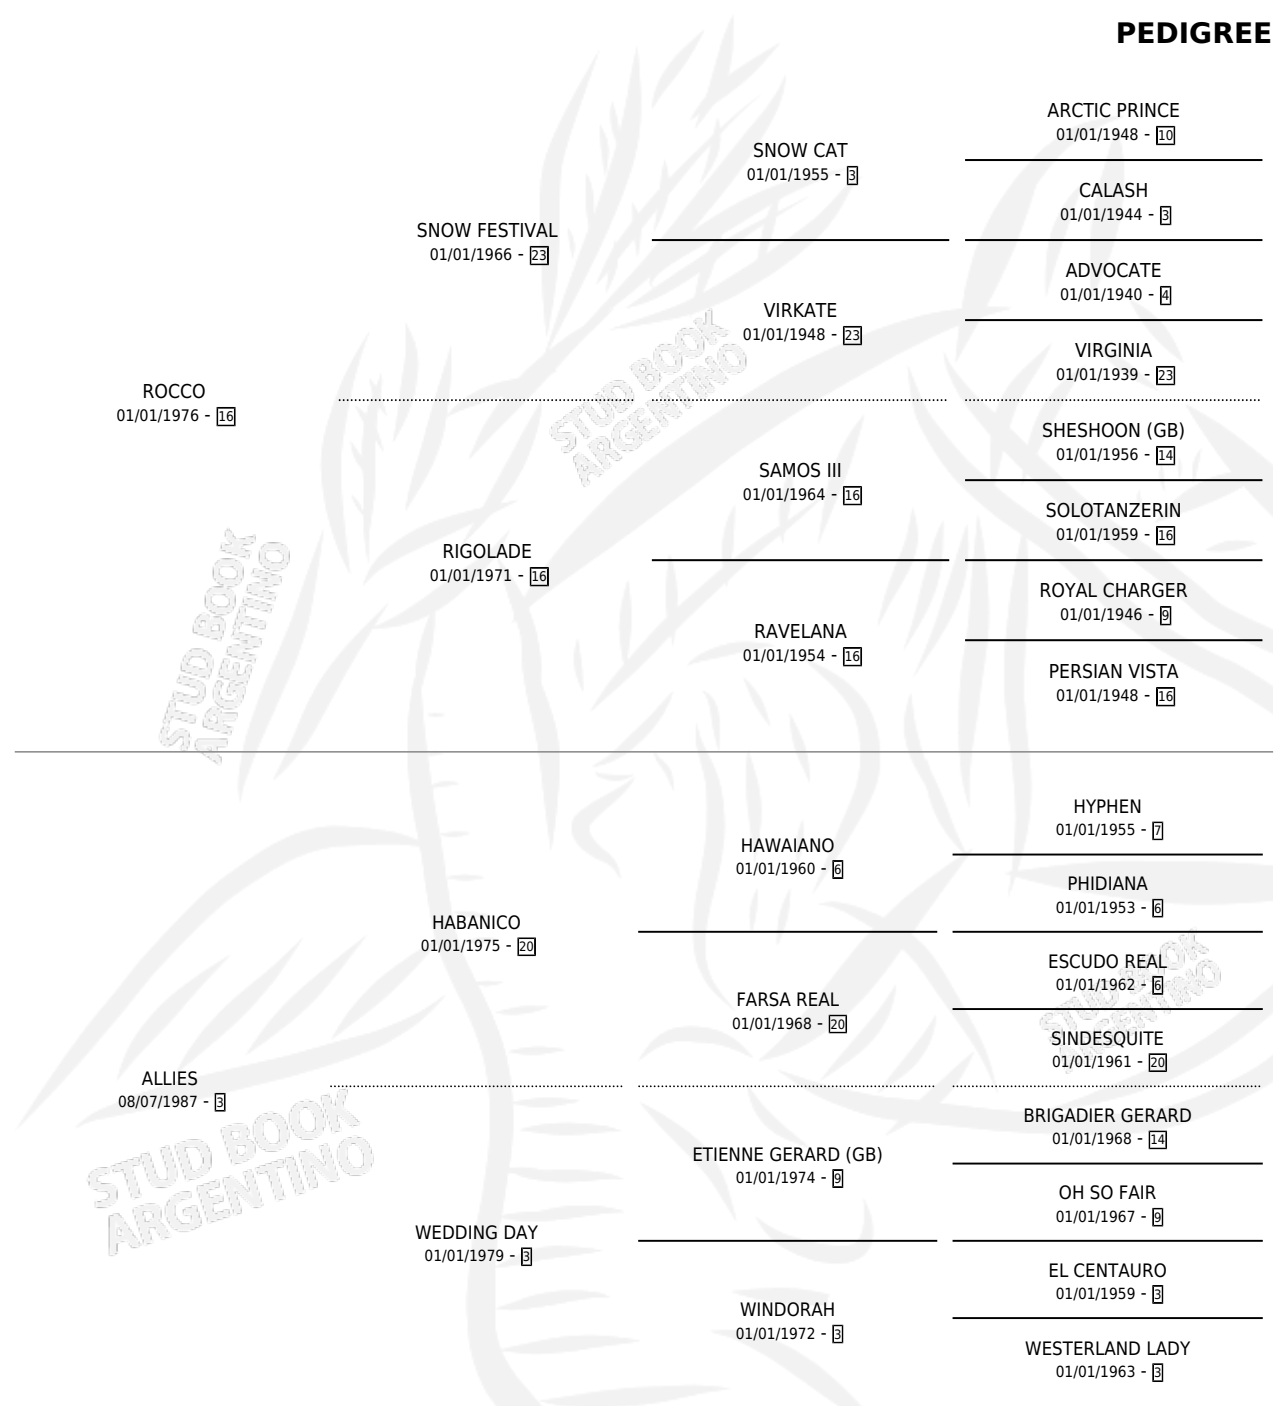 PEDIGREE
ARCTIC PRINCE
01/01/1948 - 10
SNOW CAT
01/01/1955 - 3
CALASH
01/01/1944 - 3
SNOW FESTIVAL
01/01/1966 - 23
ADVOCATE
01/01/1940 - 4
VIRKATE
01/01/1948 - 23
VIRGINIA
01/01/1939 - 23
ROCCO
01/01/1976 - 16
SHESHOON (GB)
01/01/1956 - 14
SAMOS III
01/01/1964 - 16
SOLOTANZERIN
01/01/1959 - 16
RIGOLADE
01/01/1971 - 16
ROYAL CHARGER
01/01/1946 - 9
RAVELANA
01/01/1954 - 16
PERSIAN VISTA
01/01/1948 - 16
HYPHEN
01/01/1955 - 7
HAWAIANO
01/01/1960 - 6
PHIDIANA
01/01/1953 - 6
HABANICO
01/01/1975 - 20
ESCUDO REAL
01/01/1962 - 6
FARSA REAL
01/01/1968 - 20
SINDESQUITE
01/01/1961 - 20
ALLIES
08/07/1987 - 3
BRIGADIER GERARD
01/01/1968 - 14
ETIENNE GERARD (GB)
01/01/1974 - 9
OH SO FAIR
01/01/1967 - 9
WEDDING DAY
01/01/1979 - 3
EL CENTAURO
01/01/1959 - 3
WINDORAH
01/01/1972 - 3
WESTERLAND LADY
01/01/1963 - 3
STUD BOOK
ARGENTINO
STUD BOOK
ARGENTINO
STUD BOOK
ARGENTINO
STUD BOOK
ARGENTINO